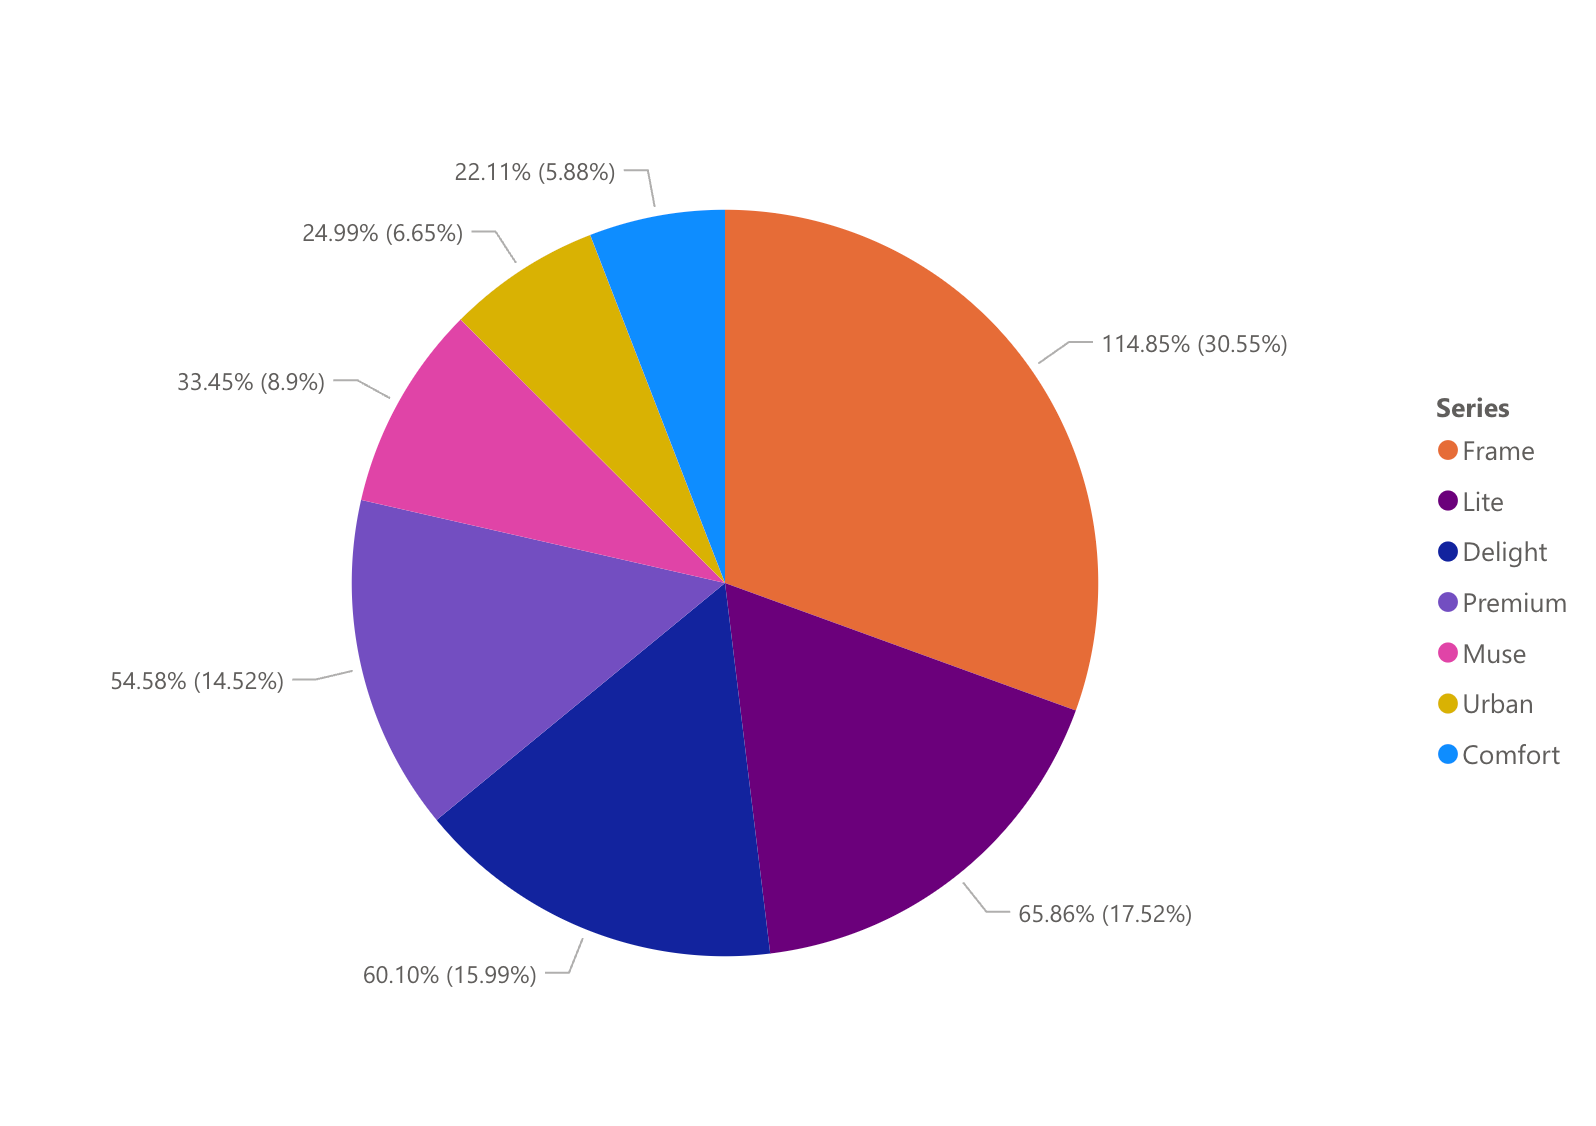 22.11% (5.88%)
24.99% (6.65%)
114.85% (30.55%)
33.45% (8.9%)
54.58% (14.52%)
65.86% (17.52%)
60.10% (15.99%)
Series
Frame
Lite
Delight
Premium
Muse
Urban
Comfort